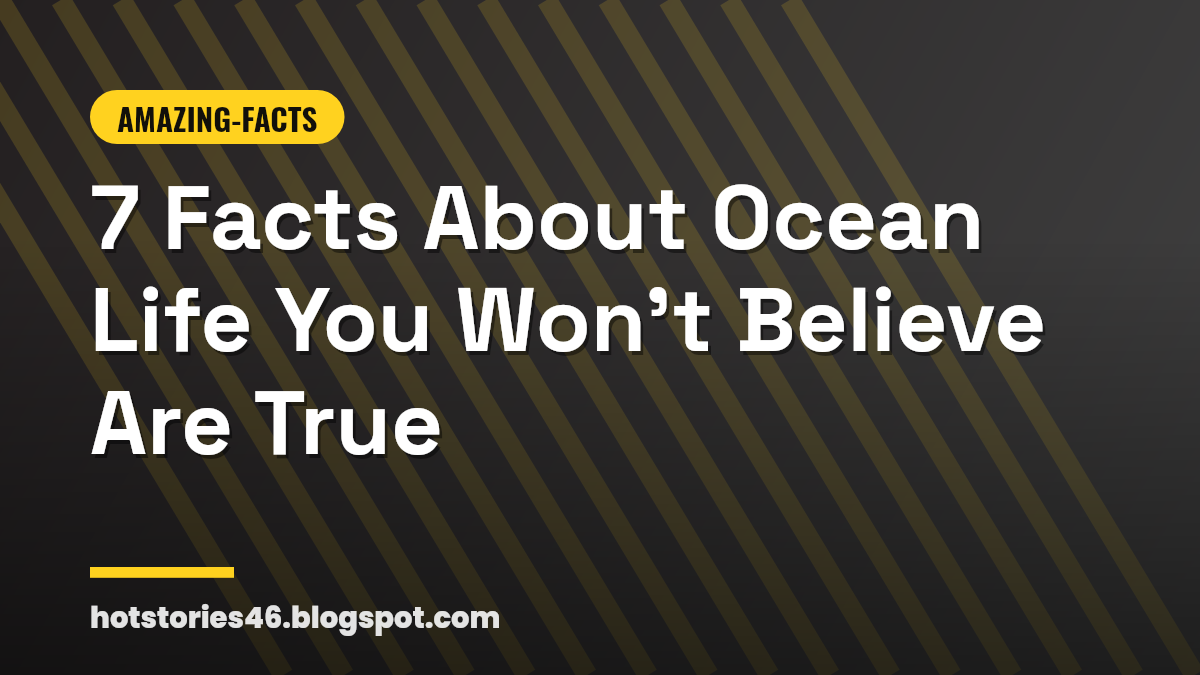 AMAZING-FACTS
7 Facts About Ocean
Life You Won’t Believe
Are True
hotstories46.blogspot.com